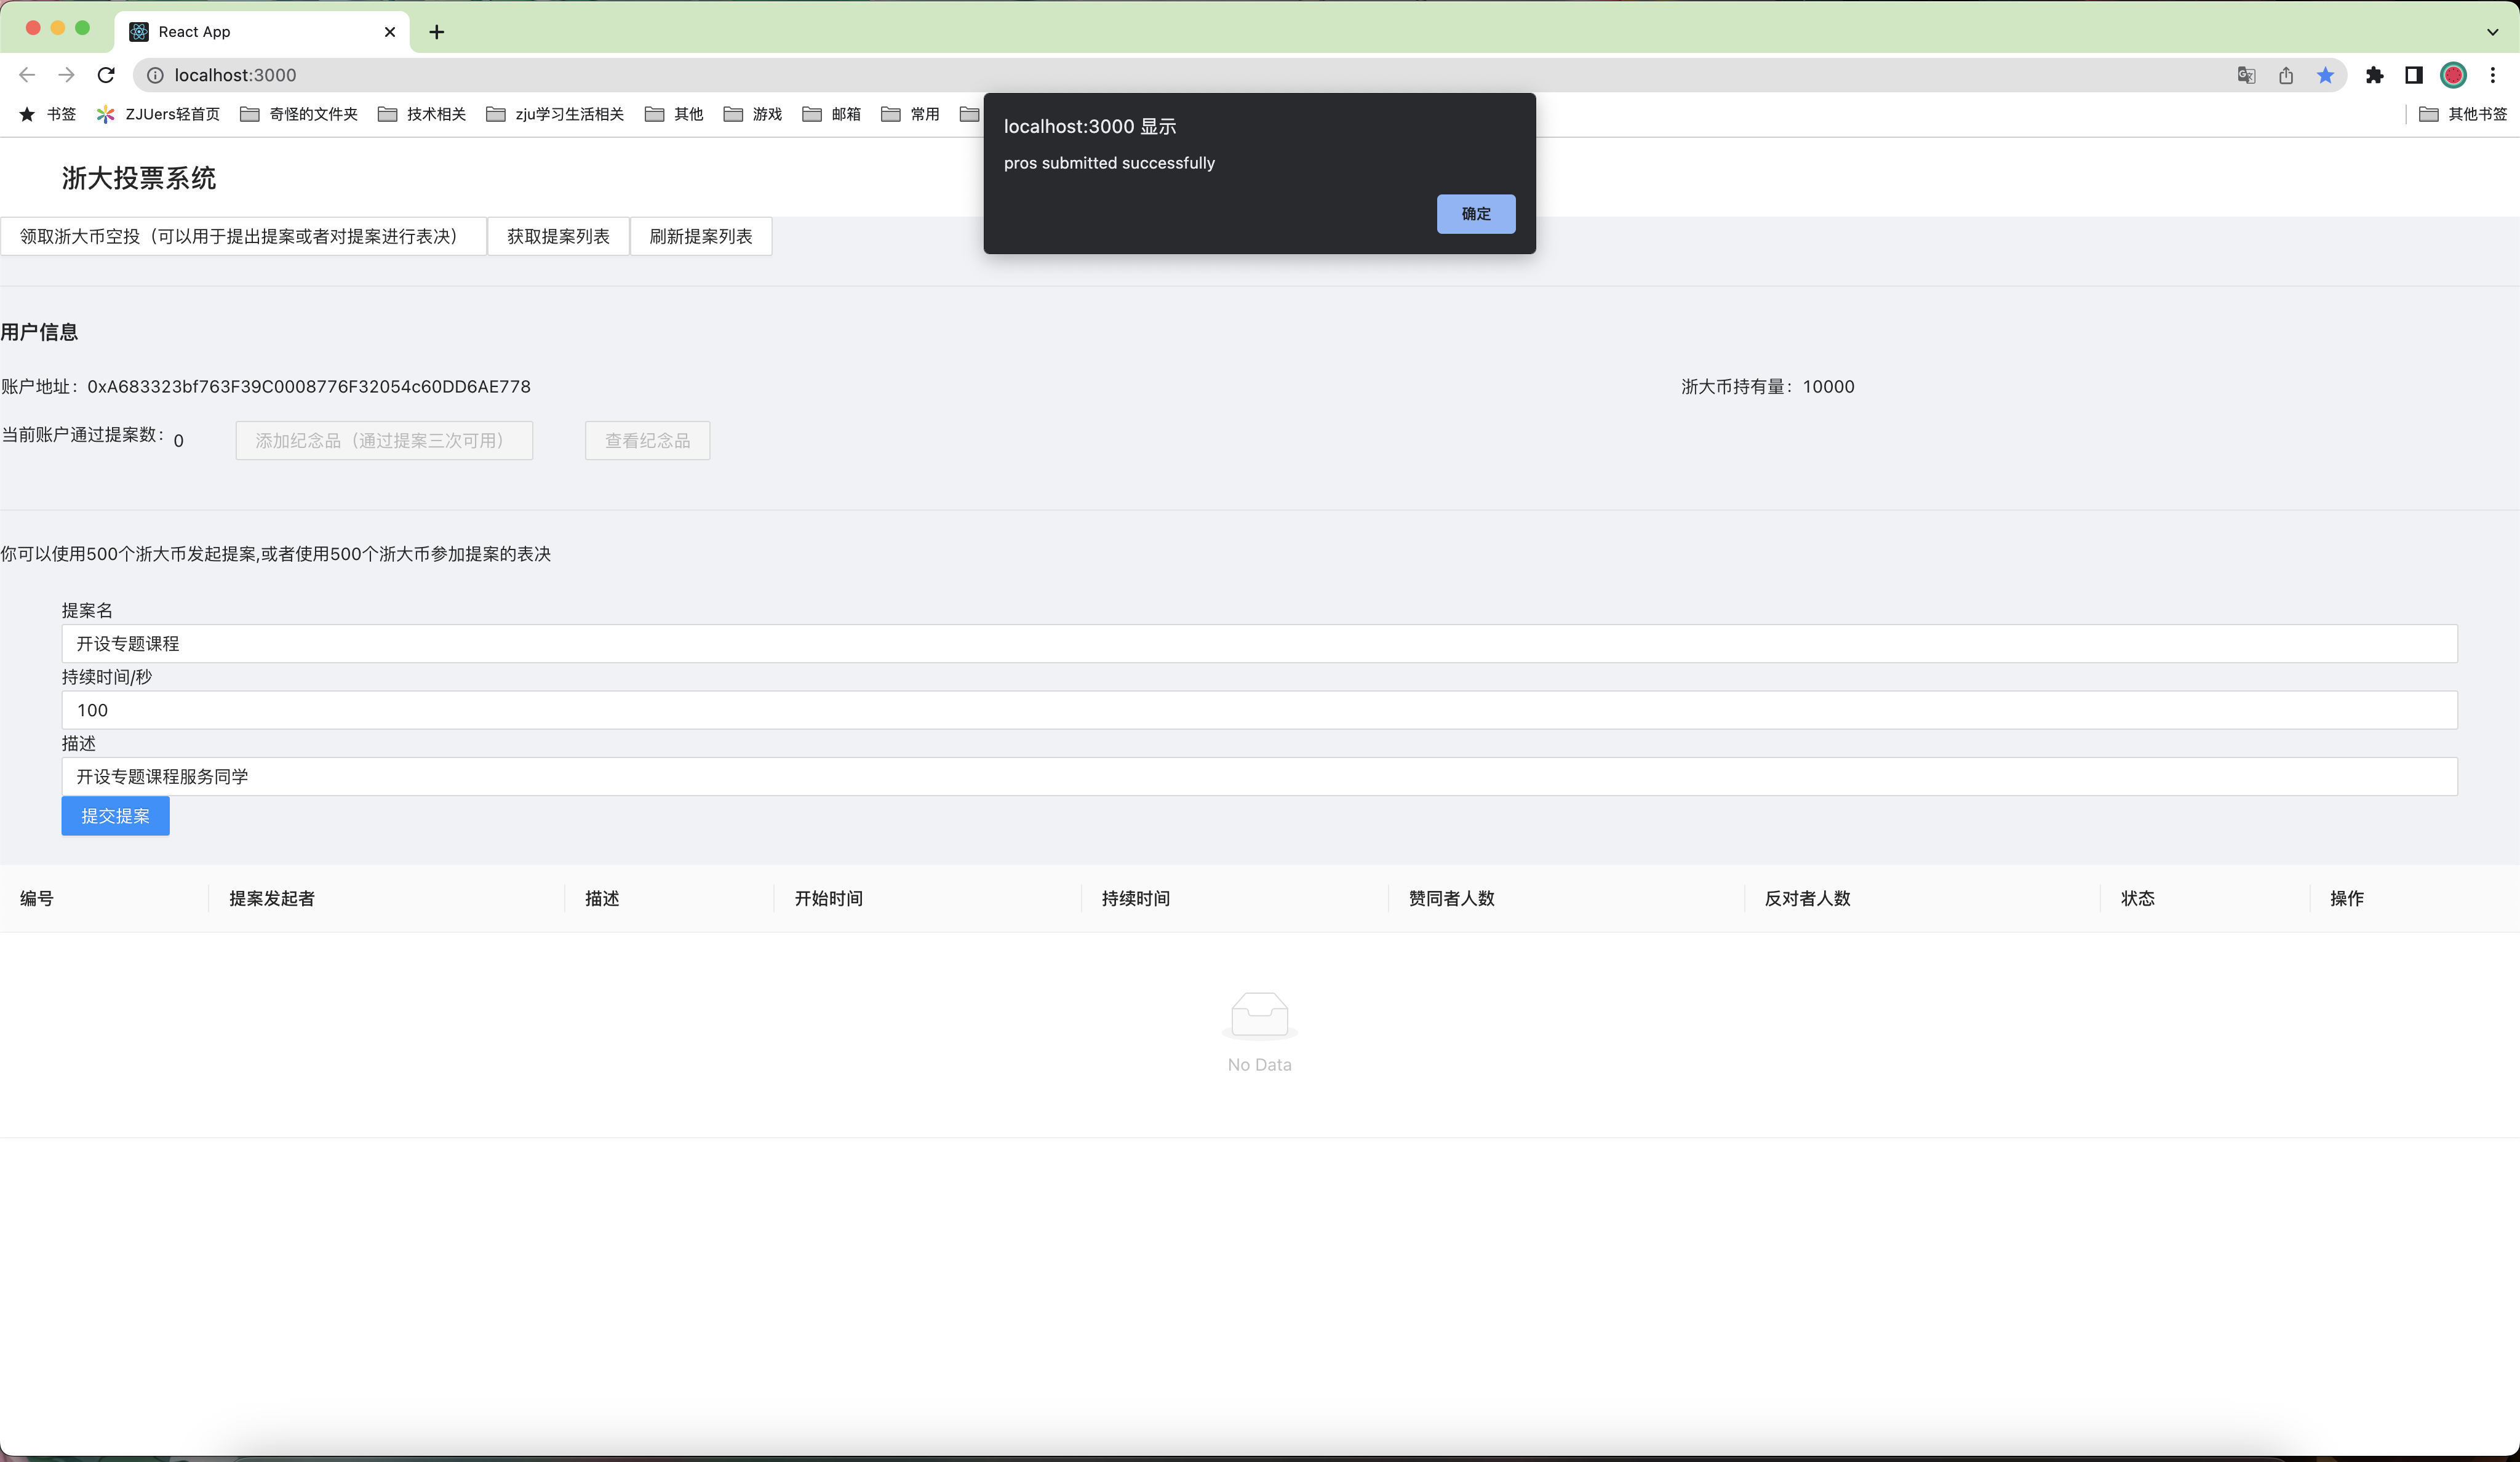 React App
localhost:3000
书签
ZJUers轻首页
奇怪的文件夹
技术相关
zju学习生活相关
其他
游戏
邮箱
常用
其他书签
localhost:3000 显示
pros submitted successfully
确定
浙大投票系统
领取浙大币空投（可以用于提出提案或者对提案进行表决）
获取提案列表
刷新提案列表
用户信息
账户地址：0xA683323bf763F39C0008776F32054c60DD6AE778
浙大币持有量：10000
当前账户通过提案数：0
添加纪念品（通过提案三次可用）
查看纪念品
你可以使用500个浙大币发起提案,或者使用500个浙大币参加提案的表决
提案名
开设专题课程
持续时间/秒
100
描述
开设专题课程服务同学
提交提案
编号
提案发起者
描述
开始时间
持续时间
赞同者人数
反对者人数
状态
操作
No Data